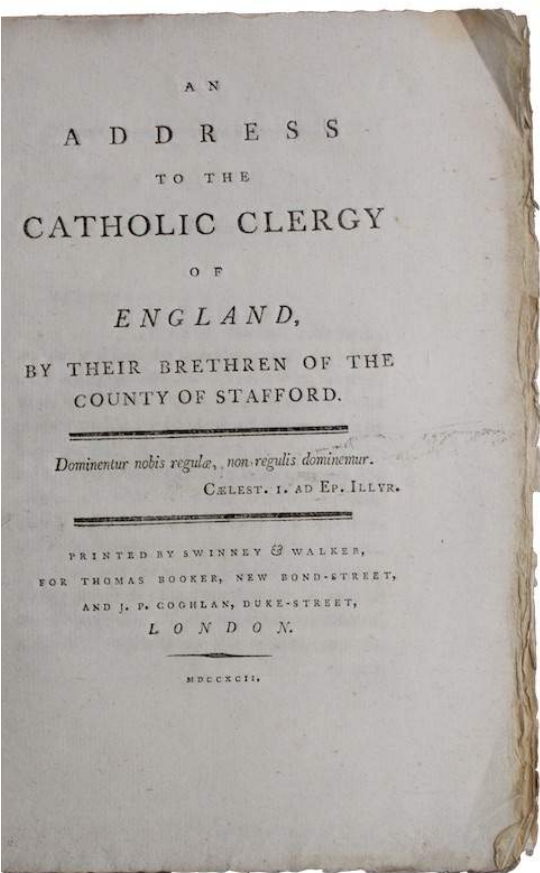 AN
ADDRESS
TO THE
CATHOLIC CLERGY
OF
ENGLAND,
BY THEIR BRETHREN OF THE
COUNTY OF STAFFORD.
Dominentur nobis regulæ, non regulis dominemur.
CÆLEST. 1. AD EP. ILLYR.
PRINTED BY SWINNEY & WALKER,
FOR THOMAS BOOKER, NEW BOND-STREET,
AND J. P. COGHLAN, DUKE-STREET,
LONDON.
MDCCXCII.